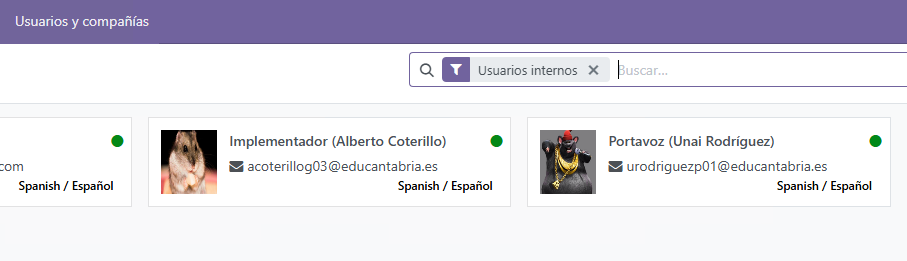 Usuarios y compañías
Usuarios internos
Buscar...
com
Spanish / Español
Implementador (Alberto Coterillo)
acoterillog03@educantabria.es
Spanish / Español
Portavoz (Unai Rodríguez)
urodriguezp01@educantabria.es
Spanish / Español